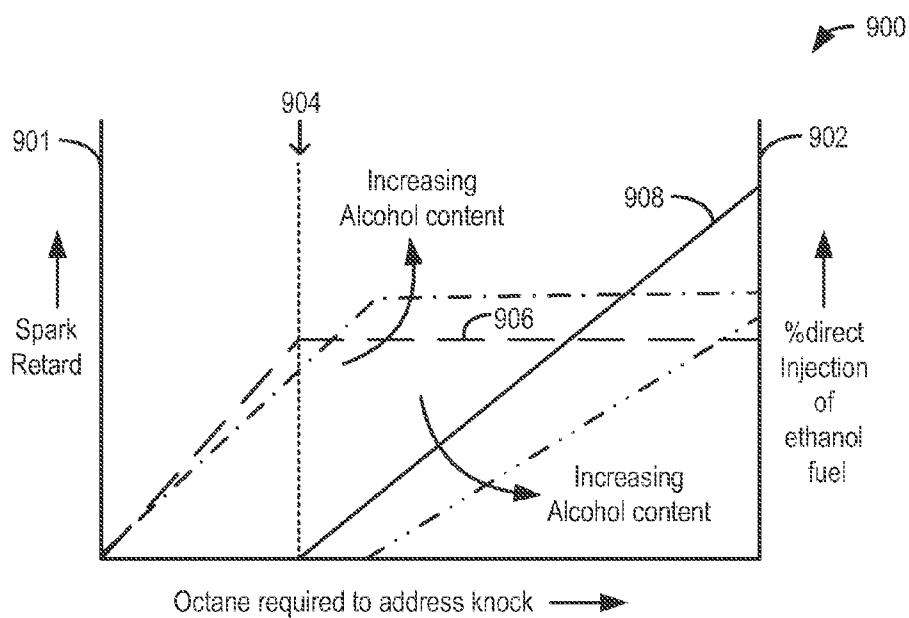 900
904
901
902
Increasing
Alcohol content
908
906
Spark
Retard
%direct
Injection
of
ethanol
fuel
Increasing
Alcohol content
Octane required to address knock